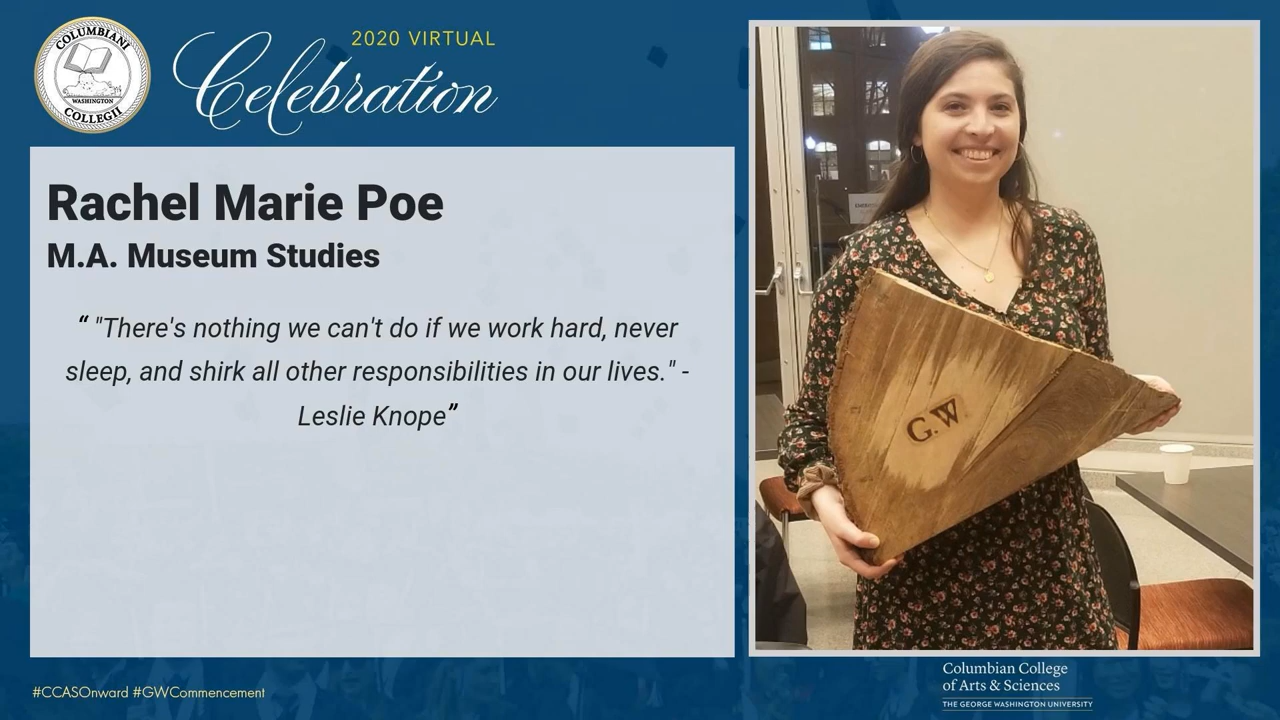 COLUMBIANI
WASHINGTON
COLLEGII
2020 VIRTUAL
Celebration
Rachel Marie Poe
M.A. Museum Studies
“ "There's nothing we can't do if we work hard, never
sleep, and shirk all other responsibilities in our lives." -
Leslie Knope”
G.W
#CCASOnward #GWCommencement
Columbian College
of Arts & Sciences
THE GEORGE WASHINGTON UNIVERSITY